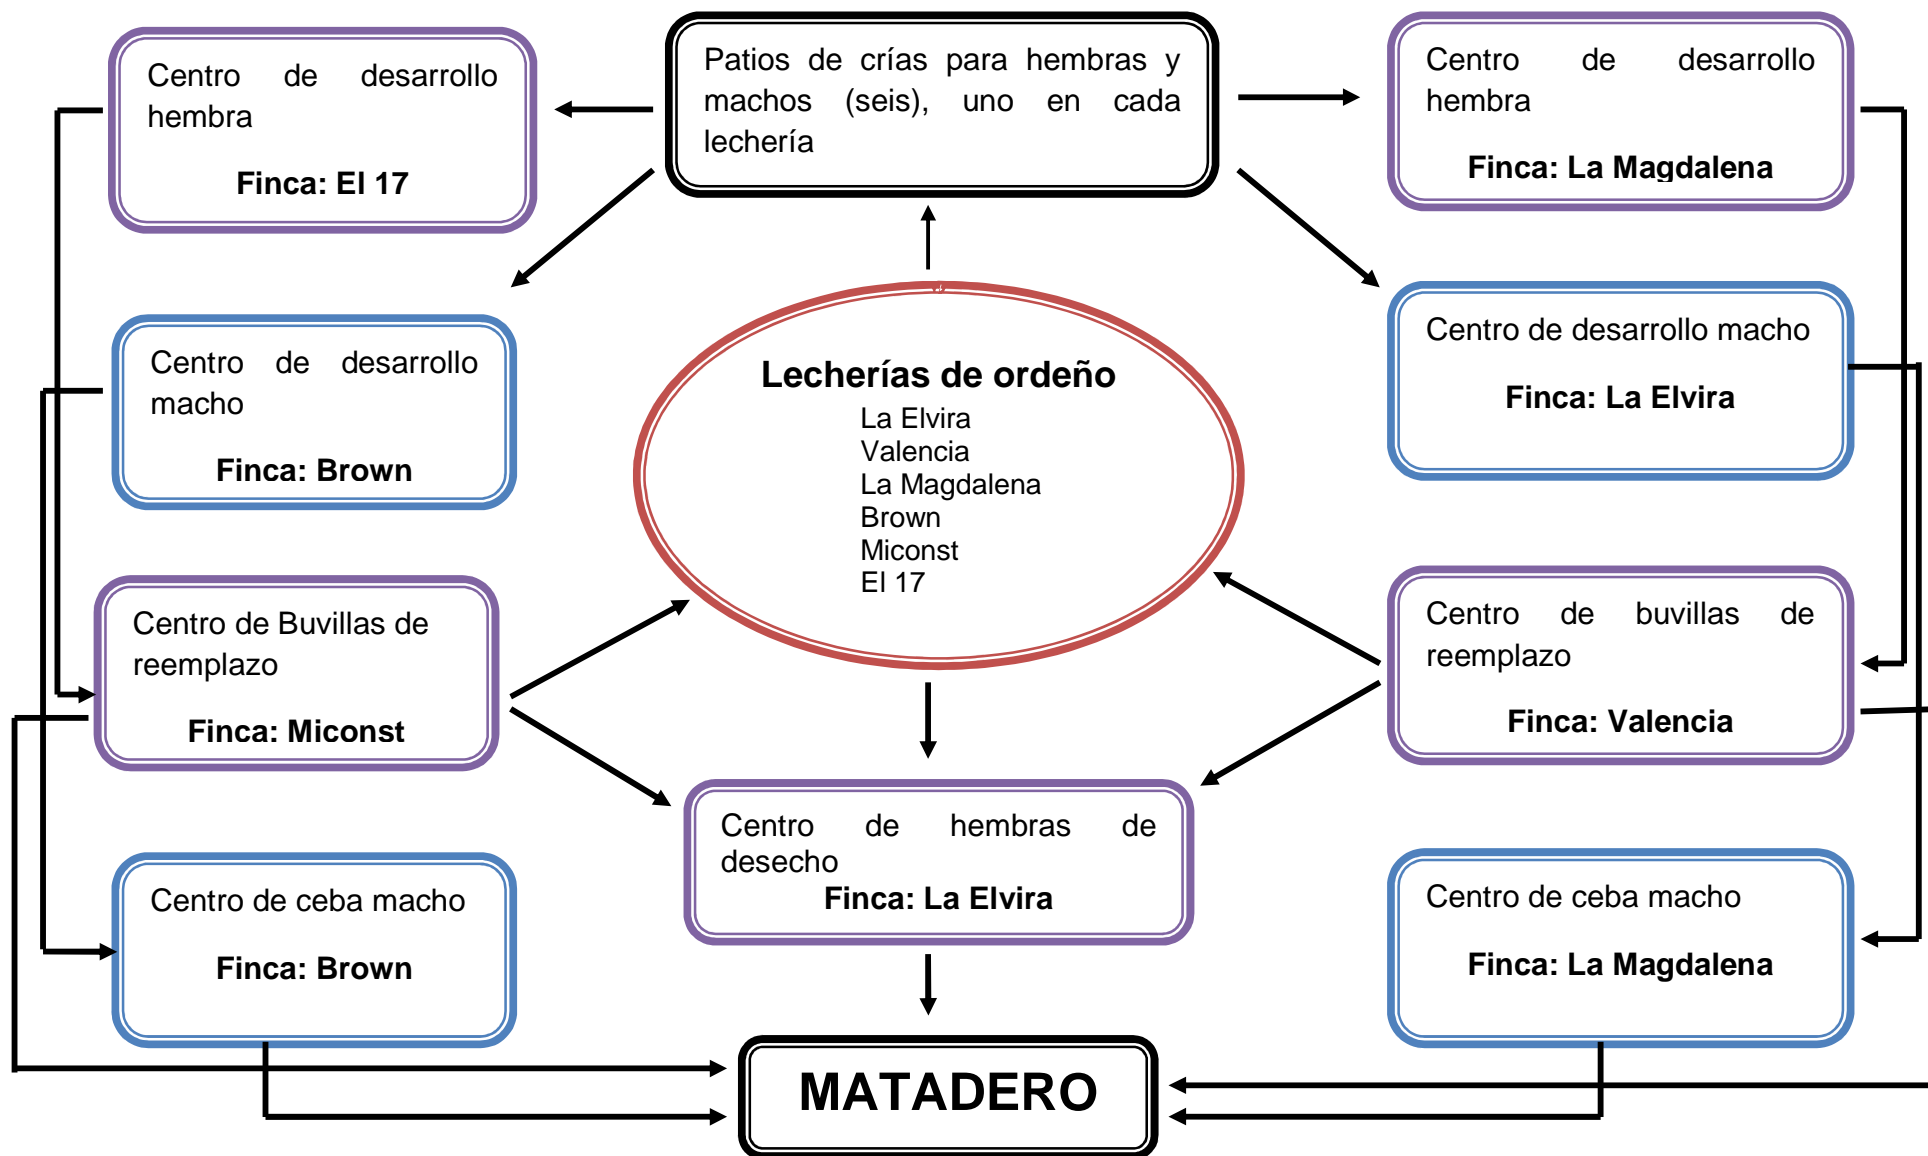 Centro de desarrollo
hembra
Finca: El 17
Patios de crías para hembras y
machos (seis), uno en cada
lechería
Centro de desarrollo
hembra
Finca: La Magdalena
Centro de desarrollo
macho
Finca: Brown
Lecherías de ordeño
La Elvira
Valencia
La Magdalena
Brown
Miconst
El 17
Centro de desarrollo macho
Finca: La Elvira
Centro de Buvillas de
reemplazo
Finca: Miconst
Centro de buvillas de
reemplazo
Finca: Valencia
Centro de hembras de
desecho
Finca: La Elvira
Centro de ceba macho
Finca: Brown
Centro de ceba macho
Finca: La Magdalena
MATADERO